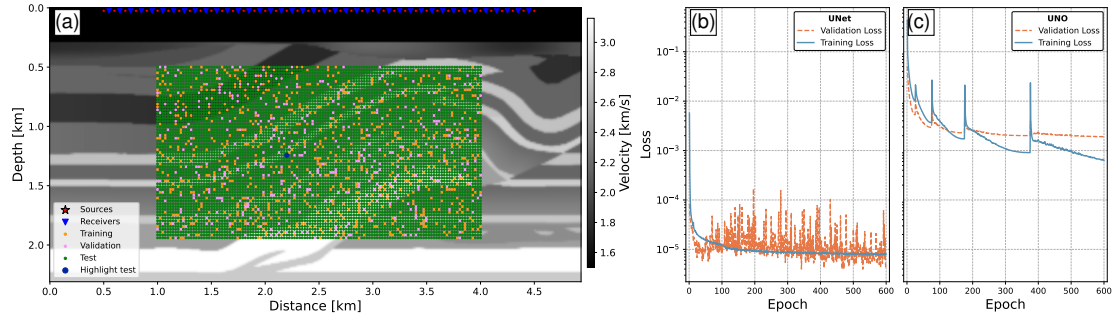 (a)
0.0
0.5
1.0
1.5
2.0
Depth [km]
0.0 0.5 1.0 1.5 2.0 2.5 3.0 3.5 4.0 4.5
Distance [km]
Sources
Receivers
Training
Validation
Test
Highlight test
3.0
2.8
2.6
2.4
2.2
2.0
1.8
1.6
Velocity [km/s]
(b)
UNet
Validation Loss
Training Loss
10⁻¹
10⁻²
10⁻³
10⁻⁴
10⁻⁵
Loss
0 100 200 300 400 500 600
Epoch
(c)
UNO
Validation Loss
Training Loss
0 100 200 300 400 500 600
Epoch